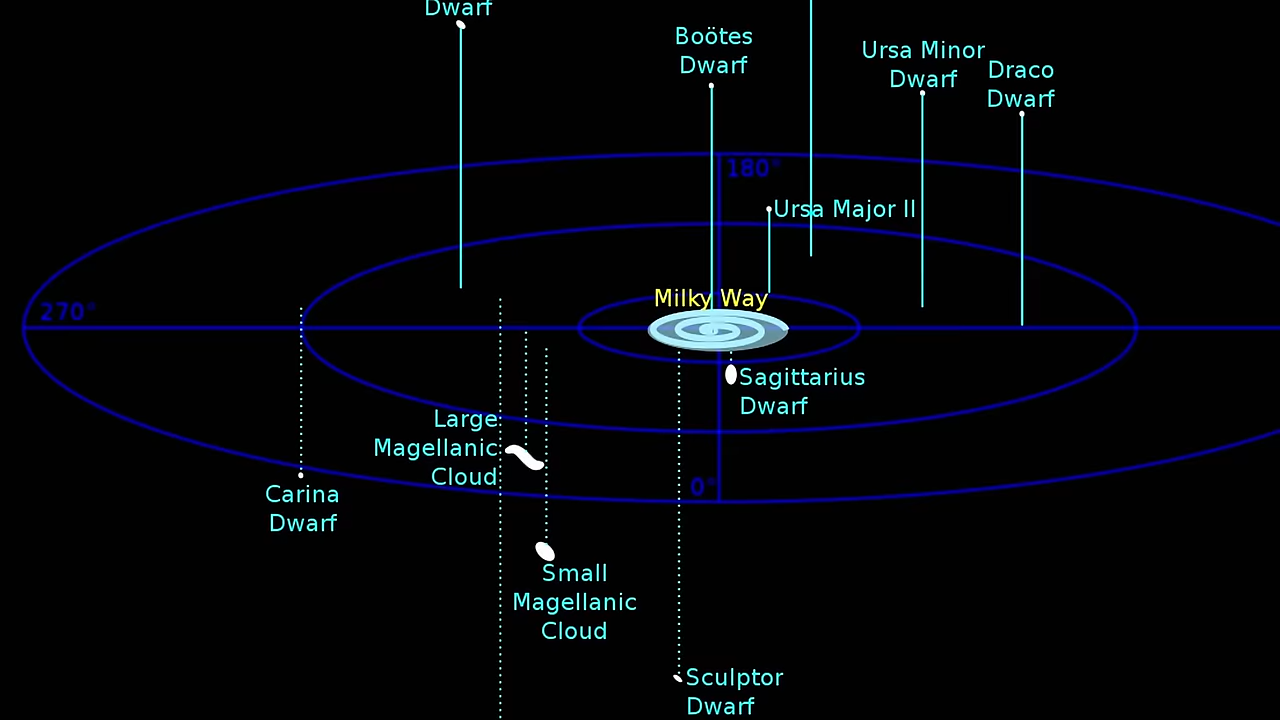 Dwarf
Boötes
Dwarf
Ursa Minor
Dwarf
Draco
Dwarf
180°
Ursa Major II
270°
Milky Way
Sagittarius
Dwarf
Large
Magellanic
Cloud
0°
Carina
Dwarf
Small
Magellanic
Cloud
Sculptor
Dwarf